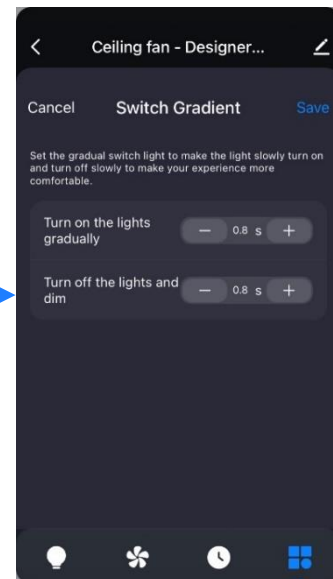 Ceiling fan - Designer...
Cancel
Switch Gradient
Save
Set the gradual switch light to make the light slowly turn on
and turn off slowly to make your experience more
comfortable.
Turn on the lights
gradually
— 0.8 s +
Turn off the lights and
dim
— 0.8 s +